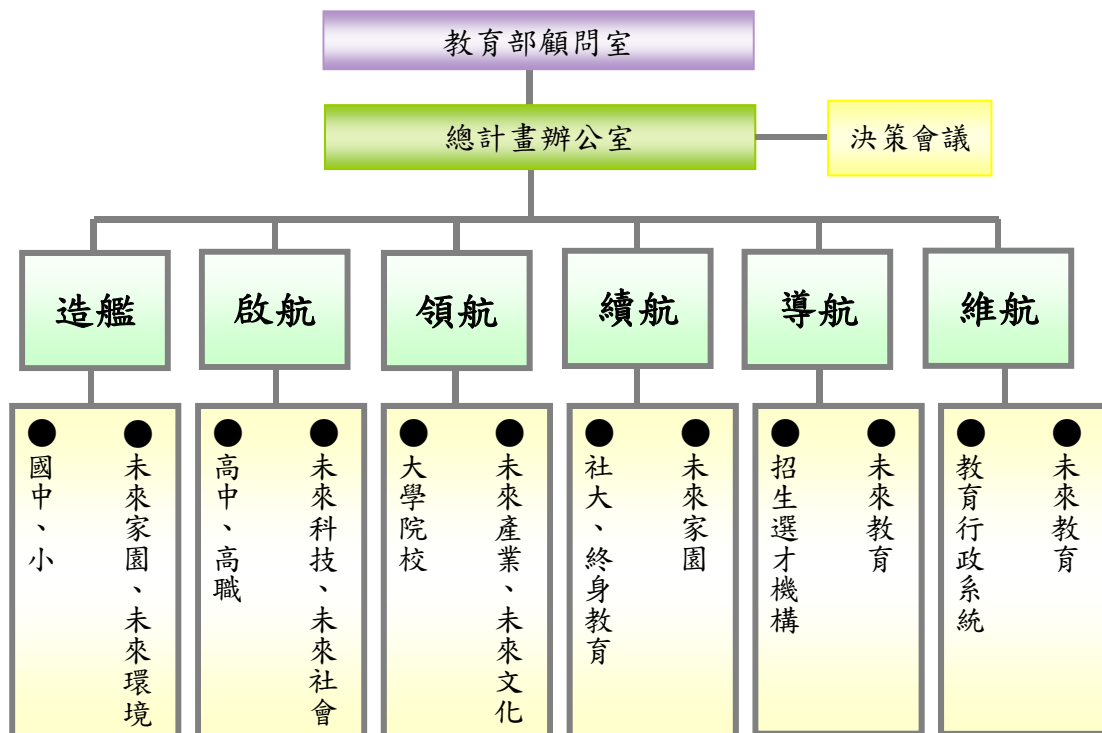 教育部顧問室
總計畫辦公室
決策會議
造艦
啟航
領航
續航
導航
維航
●未來家園、未來環境
●國中、小
●未來科技、未來社會
●高中、高職
●未來產業、未來文化
●大學院校
●未來家園
●社大、終身教育
●未來教育
●招生選才機構
●未來教育
●教育行政系統